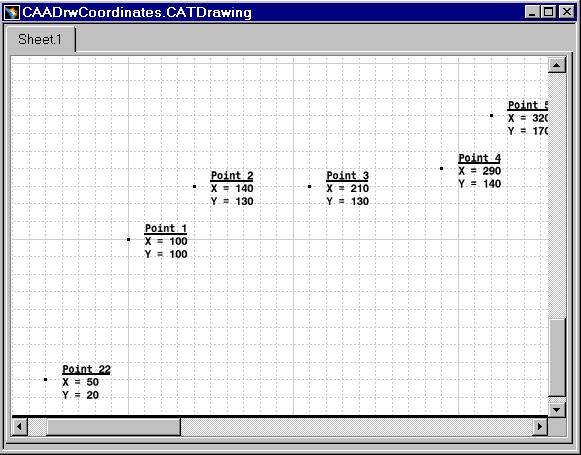 CAADrwCoordinates.CATDrawing
Sheet.1
Point 5
X = 320
Y = 170
Point 4
X = 290
Y = 140
Point 2
X = 140
Y = 130
Point 3
X = 210
Y = 130
Point 1
X = 100
Y = 100
Point 22
X = 50
Y = 20